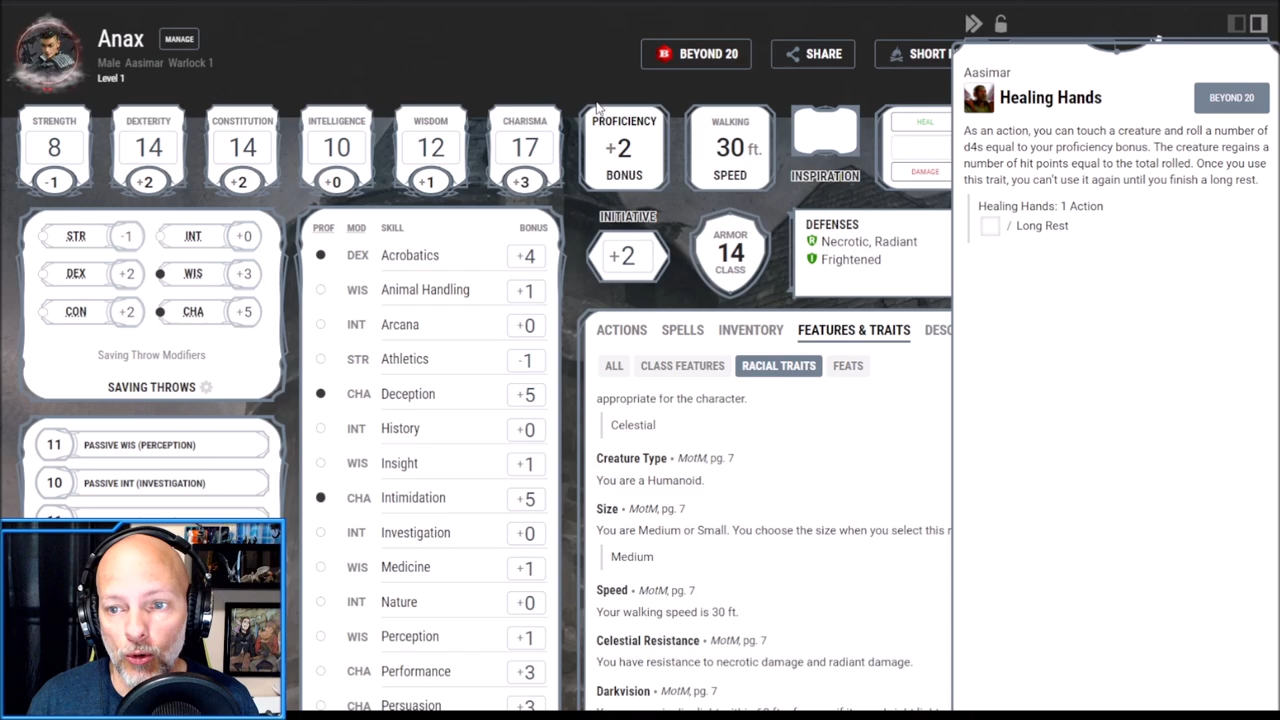 Anax
MANAGE
Male Aasimar Warlock 1
Level 1
BEYOND 20
SHARE
SHORT
STRENGTH
8
-1
DEXTERITY
14
+2
CONSTITUTION
14
+2
INTELLIGENCE
10
+0
WISDOM
12
+1
CHARISMA
17
+3
PROFICIENCY
+2
BONUS
WALKING
30 ft.
SPEED
INSPIRATION
HEAL
DAMAGE
STR -1
INT +0
DEX +2
WIS +3
CON +2
CHA +5
Saving Throw Modifiers
SAVING THROWS
11 PASSIVE WIS (PERCEPTION)
10 PASSIVE INT (INVESTIGATION)
PROF MOD SKILL BONUS
DEX Acrobatics +4
WIS Animal Handling +1
INT Arcana +0
STR Athletics -1
CHA Deception +5
INT History +0
WIS Insight +1
CHA Intimidation +5
INT Investigation +0
WIS Medicine +1
INT Nature +0
WIS Perception +1
CHA Performance +3
CHA Persuasion +3
INITIATIVE
+2
ARMOR
14
CLASS
DEFENSES
Necrotic, Radiant
Frightened
ACTIONS SPELLS INVENTORY FEATURES & TRAITS DESC
ALL CLASS FEATURES RACIAL TRAITS FEATS
appropriate for the character.
Celestial
Creature Type • MotM, pg. 7
You are a Humanoid.
Size • MotM, pg. 7
You are Medium or Small. You choose the size when you select this r
Medium
Speed • MotM, pg. 7
Your walking speed is 30 ft.
Celestial Resistance • MotM, pg. 7
You have resistance to necrotic damage and radiant damage.
Darkvision • MotM, pg. 7
Aasimar
Healing Hands
BEYOND 20
As an action, you can touch a creature and roll a number of
d4s equal to your proficiency bonus. The creature regains a
number of hit points equal to the total rolled. Once you use
this trait, you can't use it again until you finish a long rest.
Healing Hands: 1 Action
/ Long Rest